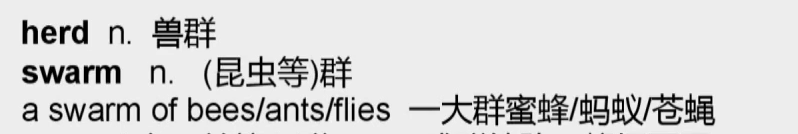 herd n. 兽群
swarm n. (昆虫等)群
a swarm of bees/ants/flies 一大群蜜蜂/蚂蚁/苍蝇